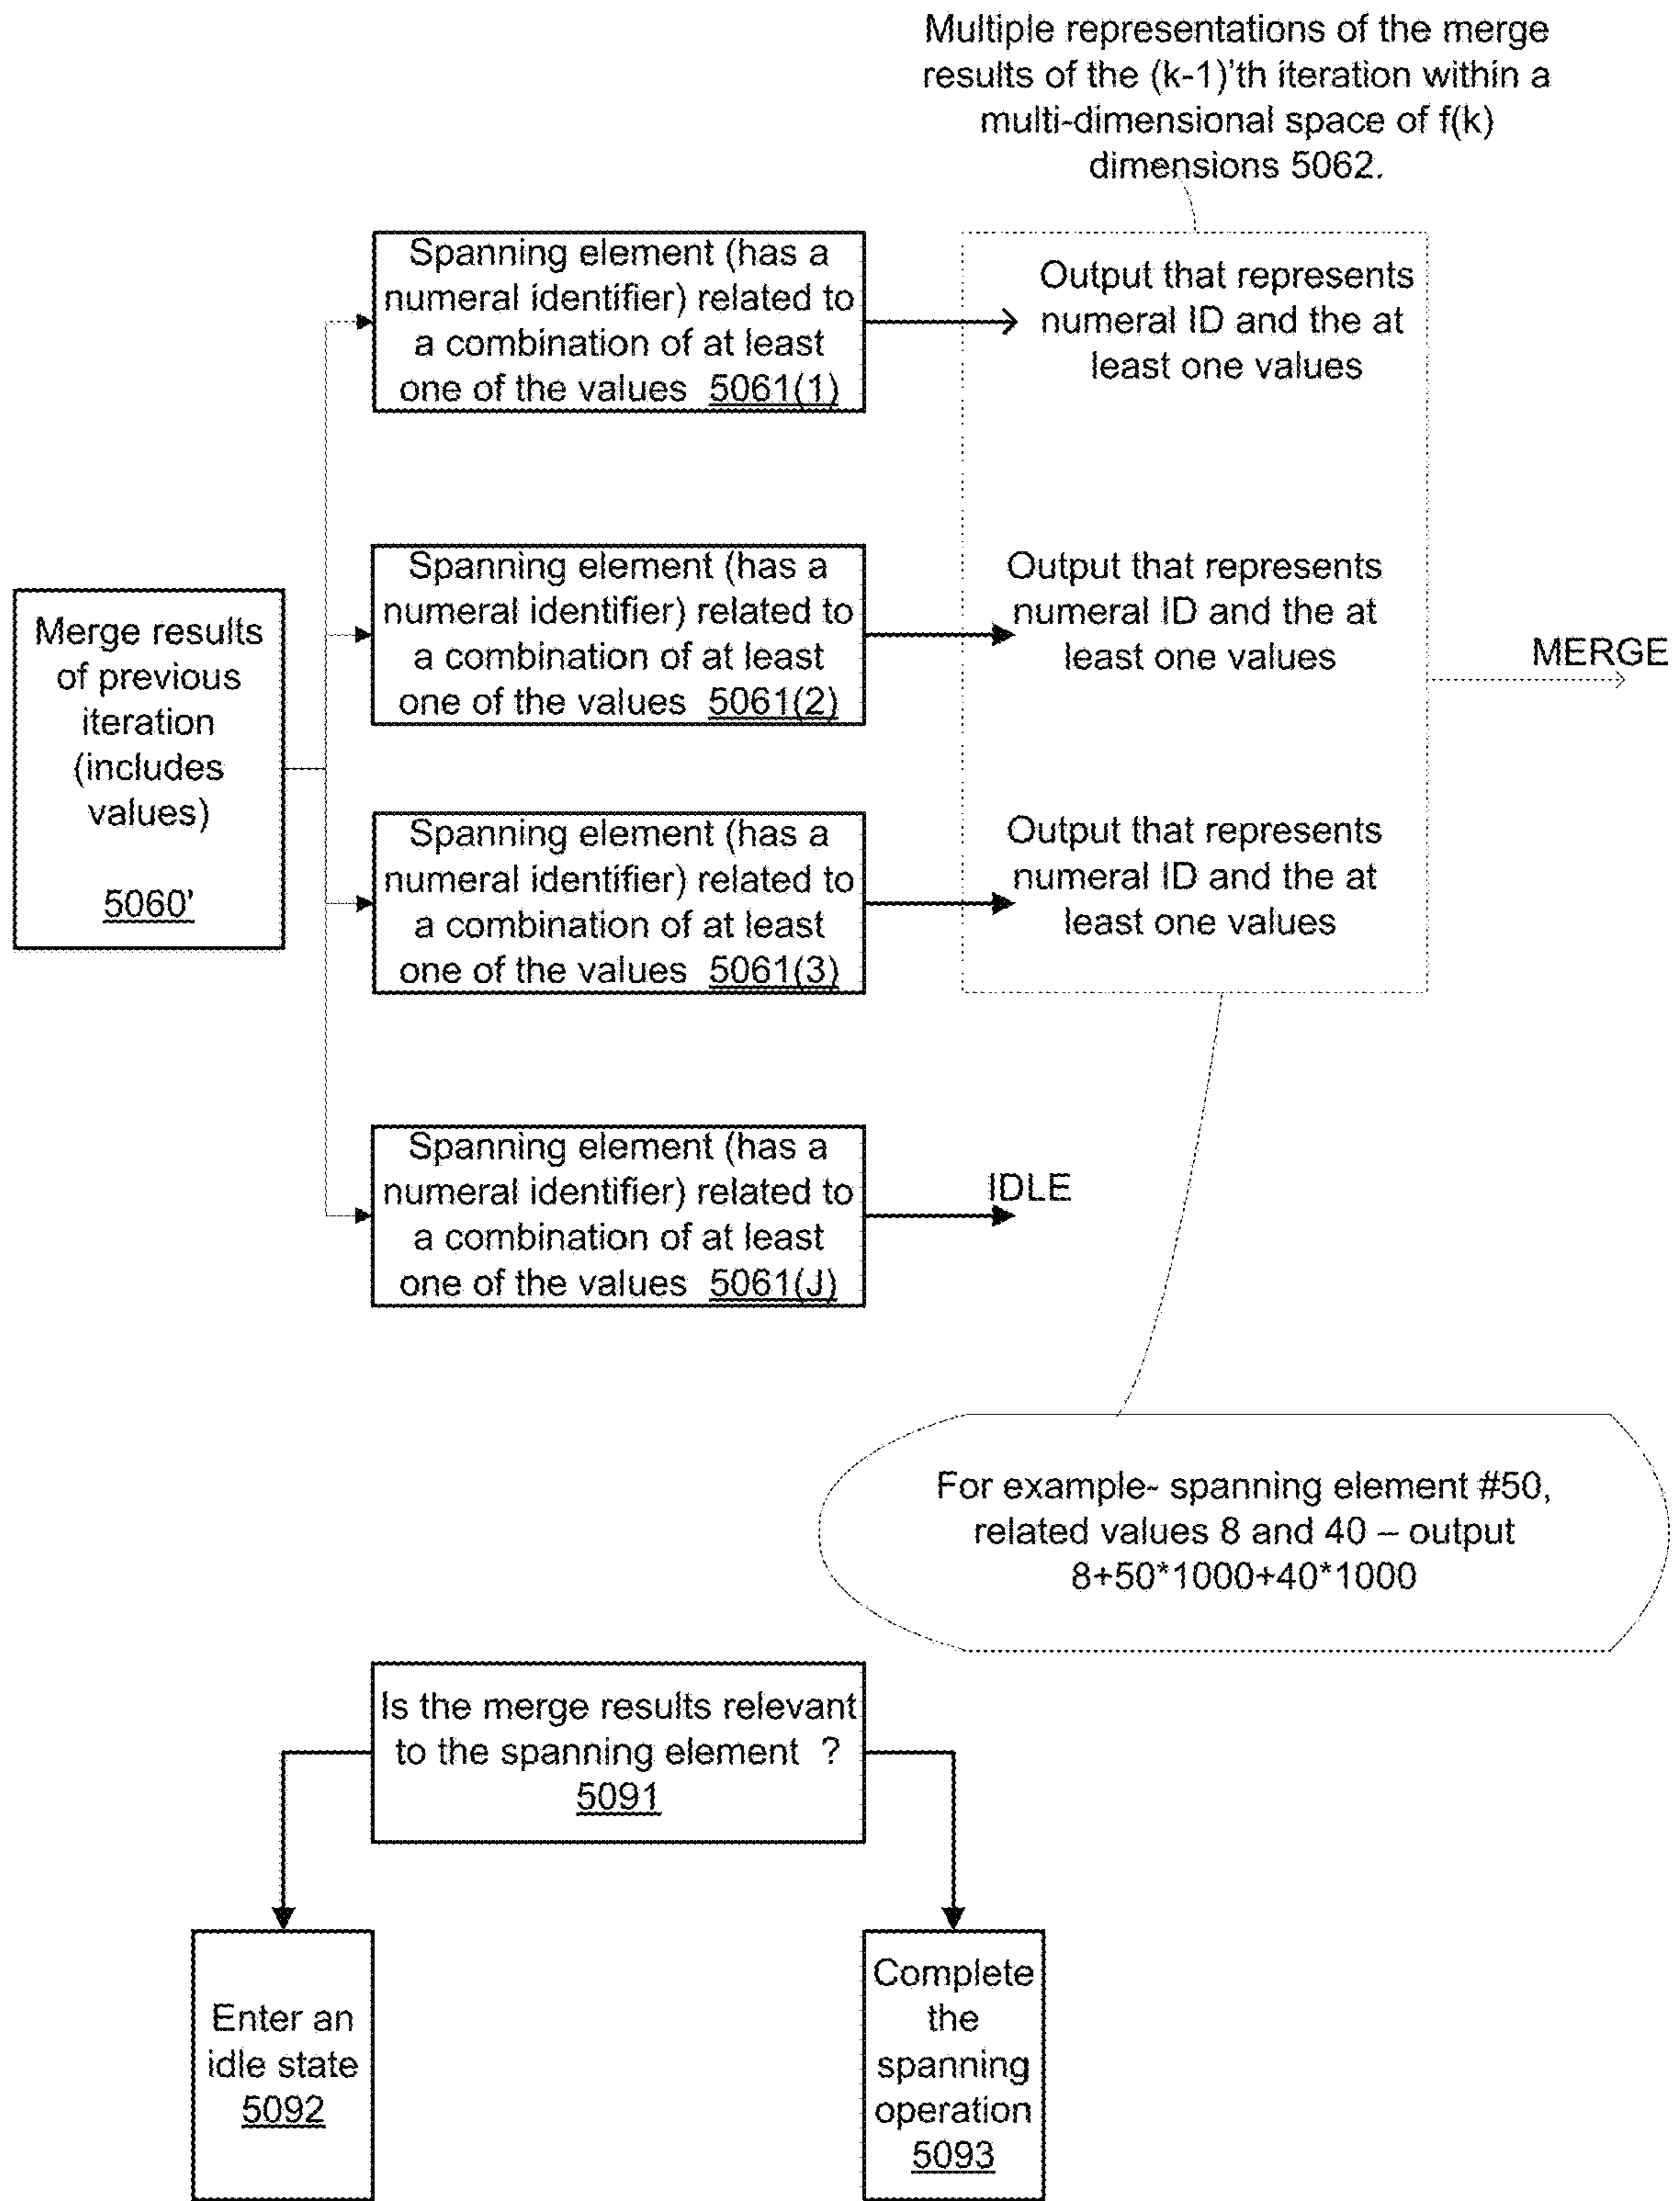 Multiple representations of the merge
results of the (k-1)'th iteration within a
multi-dimensional space of f(k)
dimensions 5062.
Spanning element (has a
numeral identifier) related to
a combination of at least
one of the values 5061(1)
Output that represents
numeral ID and the at
least one values
Merge results
of previous
iteration
(includes
values)
5060'
Spanning element (has a
numeral identifier) related to
a combination of at least
one of the values 5061(2)
Output that represents
numeral ID and the at
least one values
MERGE
Spanning element (has a
numeral identifier) related to
a combination of at least
one of the values 5061(3)
Output that represents
numeral ID and the at
least one values
Spanning element (has a
numeral identifier) related to
a combination of at least
one of the values 5061(J)
IDLE
For example- spanning element #50,
related values 8 and 40 – output
8+50*1000+40*1000
Is the merge results relevant
to the spanning element ?
5091
Enter an
idle state
5092
Complete
the
spanning
operation
5093